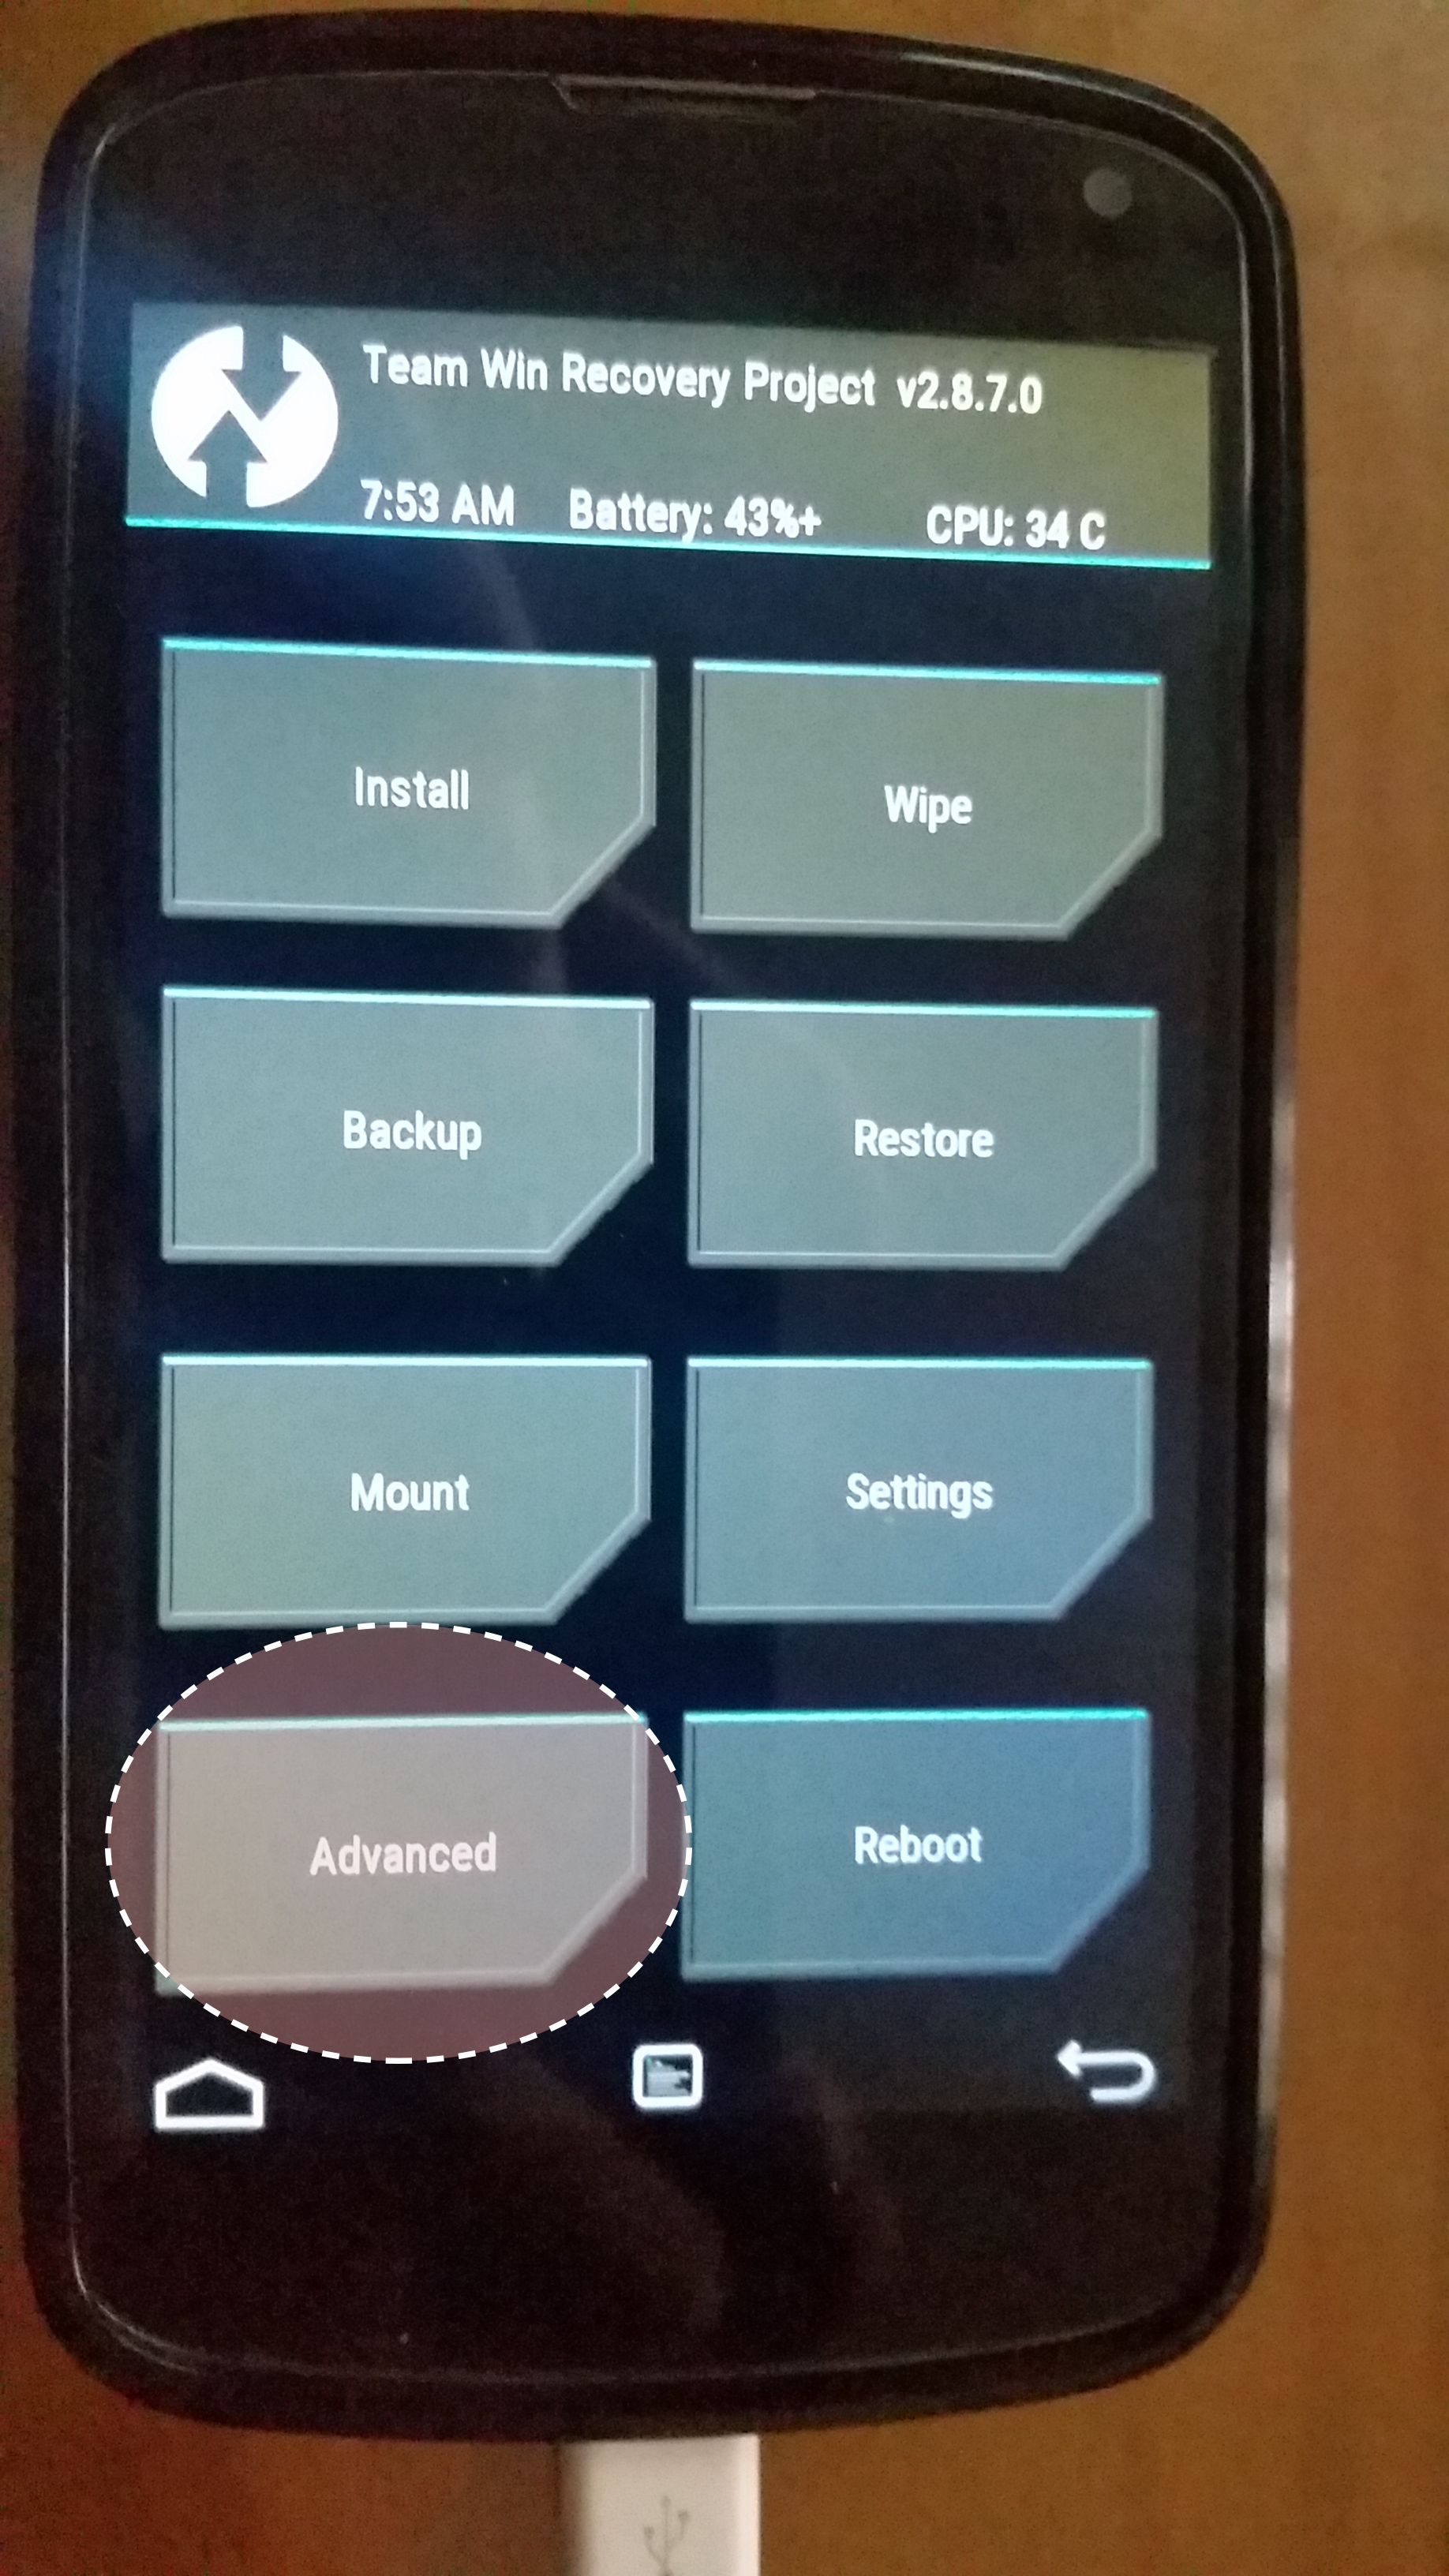 Team Win Recovery Project v2.8.7.0
7:53 AM Battery: 43%+ CPU: 34 C
Install
Wipe
Backup
Restore
Mount
Settings
Advanced
Reboot